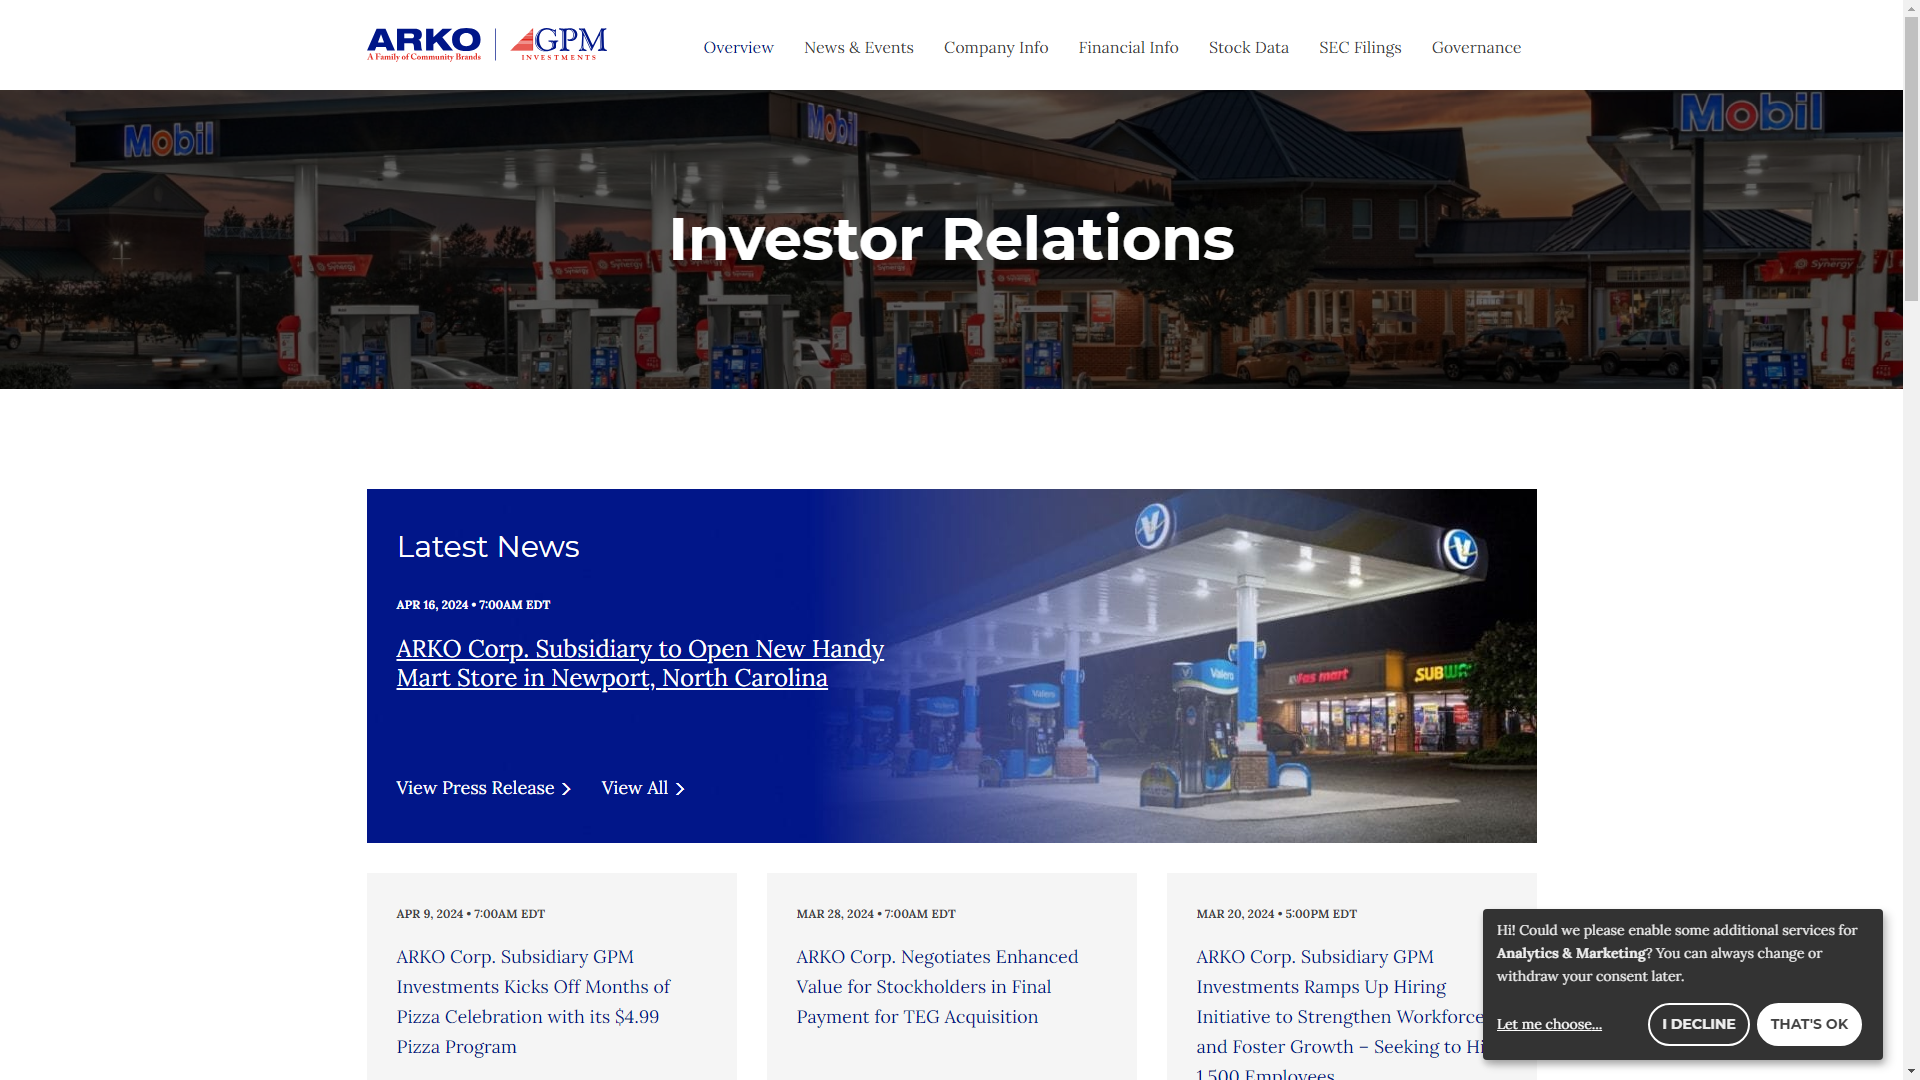 ARKO
A Family of Community Brands
GPM
INVESTMENTS
Overview
News & Events
Company Info
Financial Info
Stock Data
SEC Filings
Governance
Mobil
Mobil
Mobil
Investor Relations
Synergy
Synergy
Latest News
APR 16, 2024 • 7:00AM EDT
ARKO Corp. Subsidiary to Open New Handy
Mart Store in Newport, North Carolina
View Press Release
View All
Valero
Valero
fas mart
SUBWAY
APR 9, 2024 • 7:00AM EDT
ARKO Corp. Subsidiary GPM
Investments Kicks Off Months of
Pizza Celebration with its $4.99
Pizza Program
MAR 28, 2024 • 7:00AM EDT
ARKO Corp. Negotiates Enhanced
Value for Stockholders in Final
Payment for TEG Acquisition
MAR 20, 2024 • 5:00PM EDT
ARKO Corp. Subsidiary GPM
Investments Ramps Up Hiring
Initiative to Strengthen Workforce
and Foster Growth – Seeking to
1,500 Employees
Hi! Could we please enable some additional services for
Analytics & Marketing? You can always change or
withdraw your consent later.
Let me choose...
I DECLINE
THAT'S OK